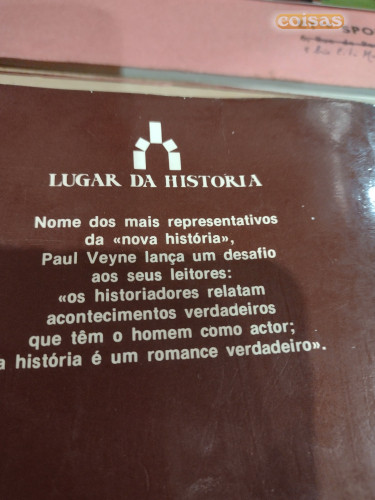 coisas
SPO
LUGAR DA HISTÓRIA
Nome dos mais representativos
da «nova história»,
Paul Veyne lança um desafio
aos seus leitores:
«os historiadores relatam
acontecimentos verdadeiros
que têm o homem como actor;
a história é um romance verdadeiro».